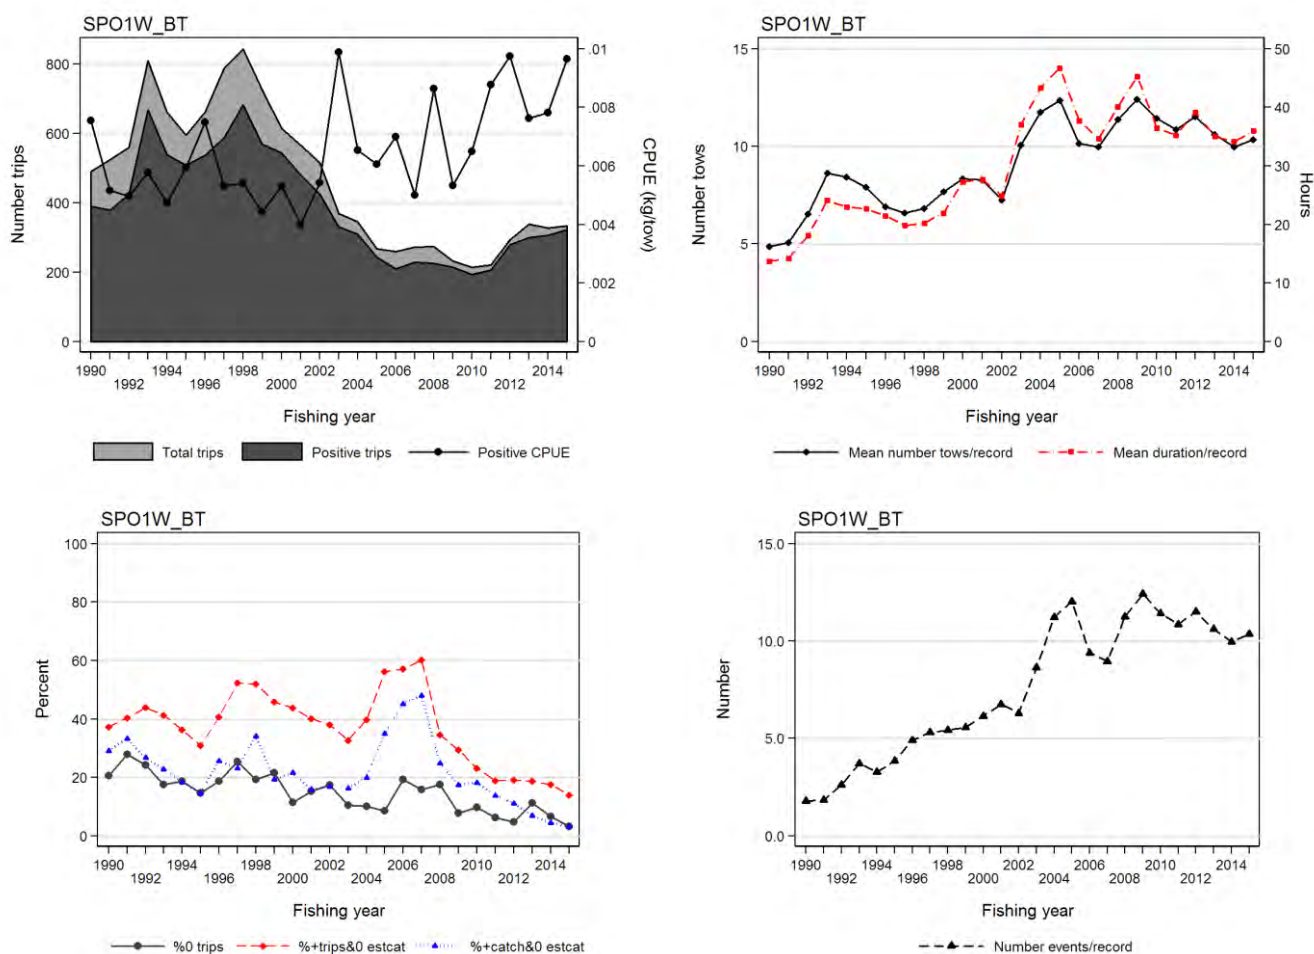 SPO1W_BT
800
600
400
200
0
Number trips
.01
.008
.006
.004
.002
0
CPUE (kg/tow)
1990 1992 1994 1996 1998 2000 2002 2004 2006 2008 2010 2012 2014
Fishing year
Total trips Positive trips Positive CPUE
SPO1W_BT
15
10
5
0
Number tows
50
40
30
20
10
0
Hours
1990 1992 1994 1996 1998 2000 2002 2004 2006 2008 2010 2012 2014
Fishing year
Mean number tows/record Mean duration/record
SPO1W_BT
100
80
60
40
20
0
Percent
1990 1992 1994 1996 1998 2000 2002 2004 2006 2008 2010 2012 2014
Fishing year
%0 trips %+trips&0 estcat %+catch&0 estcat
SPO1W_BT
15.0
10.0
5.0
0.0
Number
1990 1992 1994 1996 1998 2000 2002 2004 2006 2008 2010 2012 2014
Fishing year
Number events/record